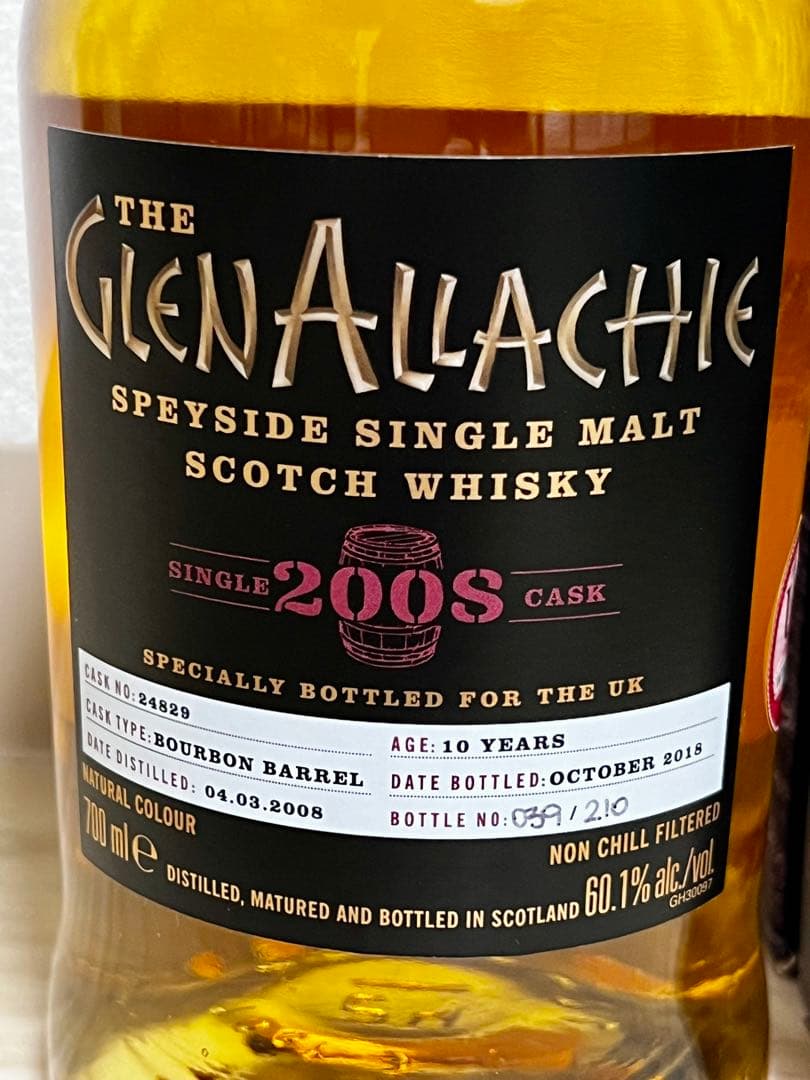 THE
GLENALLACHIE
SPEYSIDE SINGLE MALT
SCOTCH WHISKY
SINGLE 2008 CASK
SPECIALLY BOTTLED FOR THE UK
CASK NO: 24829
CASK TYPE: BOURBON BARREL
DATE DISTILLED: 04.03.2008
AGE: 10 YEARS
DATE BOTTLED: OCTOBER 2018
BOTTLE NO: 039 / 210
NATURAL COLOUR
700 ml e
NON CHILL FILTERED
DISTILLED, MATURED AND BOTTLED IN SCOTLAND 60.1% alc./vol.
GH30097